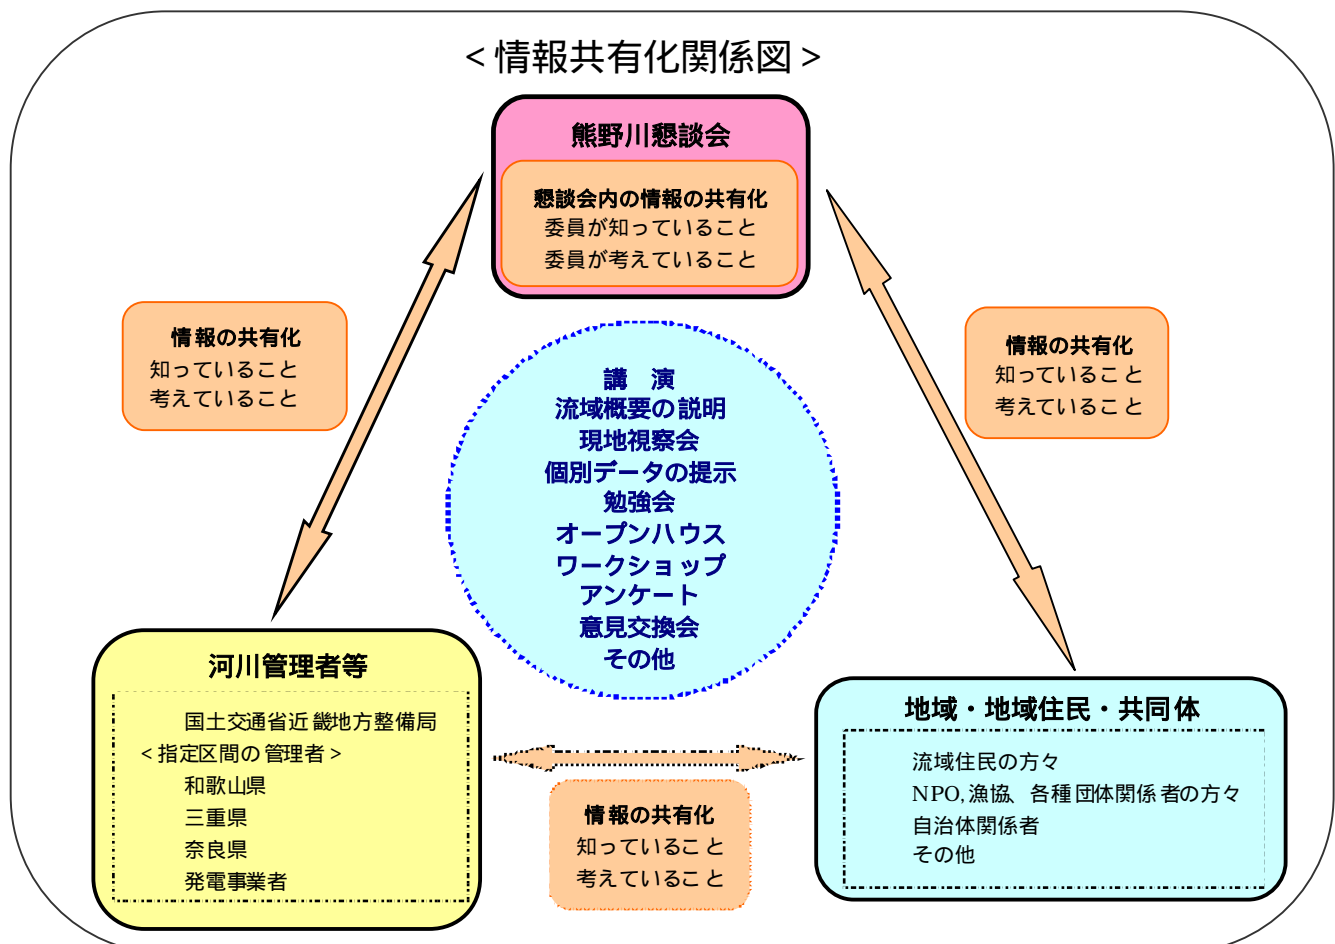 ＜情報共有化関係図＞
熊野川懇談会
懇談会内の情報の共有化
委員が知っていること
委員が考えていること
情報の共有化
知っていること
考えていること
情報の共有化
知っていること
考えていること
講　演
流域概要の説明
現地視察会
個別データの提示
勉強会
オープンハウス
ワークショップ
アンケート
意見交換会
その他
河川管理者等
国土交通省近畿地方整備局
＜指定区間の管理者＞
和歌山県
三重県
奈良県
発電事業者
情報の共有化
知っていること
考えていること
地域・地域住民・共同体
流域住民の方々
NPO,漁協、各種団体関係者の方々
自治体関係者
その他